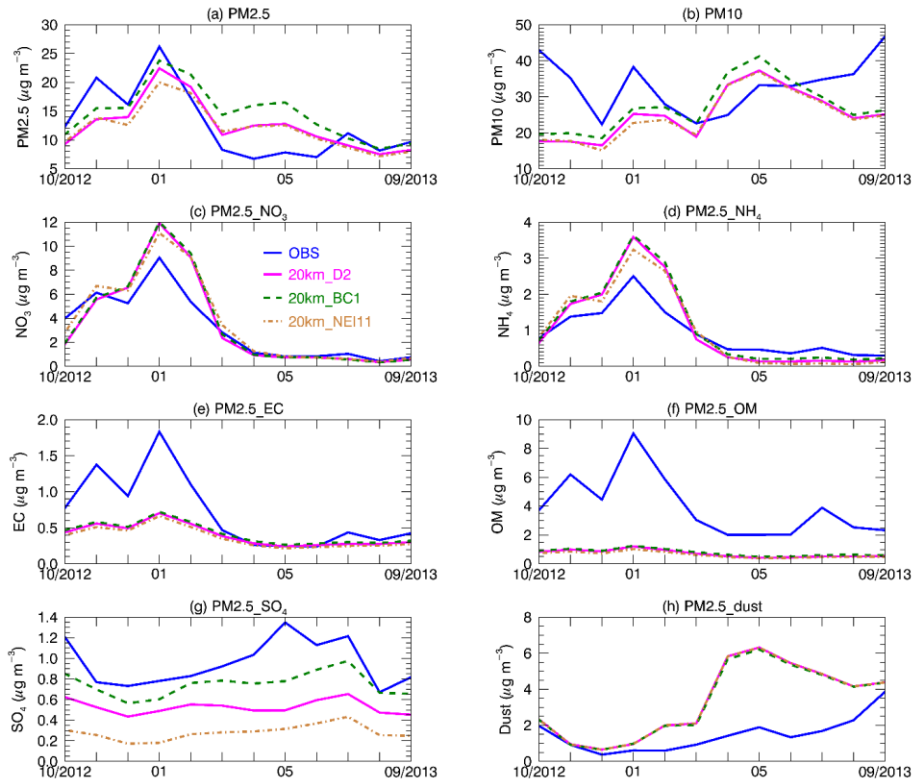 (a) PM2.5
PM2.5 (μg m⁻³)
30
25
20
15
10
5
10/2012 01 05 09/2013
(b) PM10
PM10 (μg m⁻³)
50
40
30
20
10
10/2012 01 05 09/2013
(c) PM2.5_NO₃
NO₃ (μg m⁻³)
12
10
8
6
4
2
0
10/2012 01 05 09/2013
OBS
20km_D2
20km_BC1
20km_NEI11
(d) PM2.5_NH₄
NH₄ (μg m⁻³)
4
3
2
1
0
10/2012 01 05 09/2013
(e) PM2.5_EC
EC (μg m⁻³)
2.0
1.5
1.0
0.5
0.0
10/2012 01 05 09/2013
(f) PM2.5_OM
OM (μg m⁻³)
10
8
6
4
2
0
10/2012 01 05 09/2013
(g) PM2.5_SO₄
SO₄ (μg m⁻³)
1.4
1.2
1.0
0.8
0.6
0.4
0.2
0.0
10/2012 01 05 09/2013
(h) PM2.5_dust
Dust (μg m⁻³)
8
6
4
2
0
10/2012 01 05 09/2013